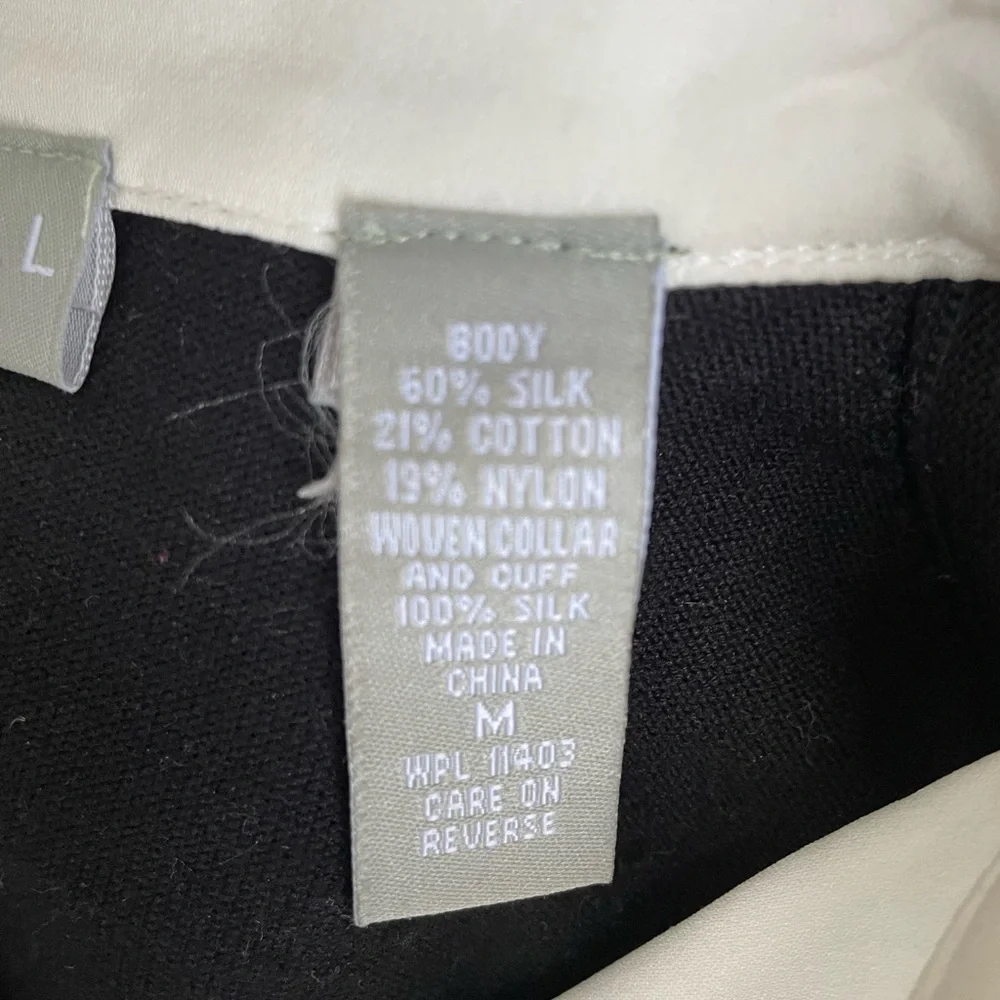 L
BODY
60% SILK
21% COTTON
19% NYLON
WOVEN COLLAR
AND CUFF
100% SILK
MADE IN
CHINA
M
WPL 11403
CARE ON
REVERSE